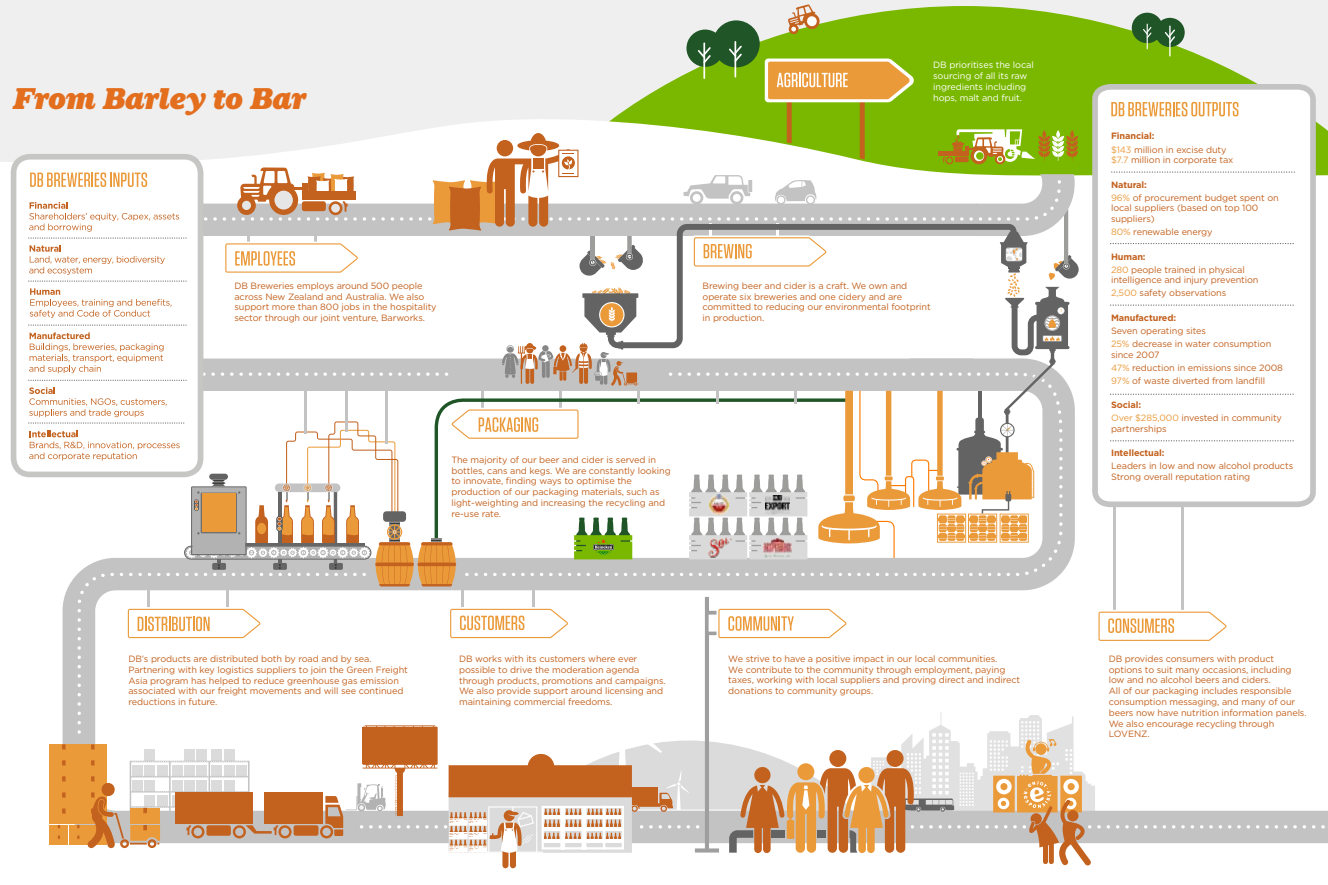 From Barley to Bar
AGRICULTURE
DB prioritises the local
sourcing of all its raw
ingredients including
hops, malt and fruit.
DB BREWERIES INPUTS
Financial
Shareholders' equity, Capex, assets
and borrowing
Natural
Land, water, energy, biodiversity
and ecosystem
Human
Employees, training and benefits,
safety and Code of Conduct
Manufactured
Buildings, breweries, packaging
materials, transport, equipment
and supply chain
Social
Communities, NGOs, customers,
suppliers and trade groups
Intellectual
Brands, R&D, innovation, processes
and corporate reputation
EMPLOYEES
DB Breweries employs around 500 people
across New Zealand and Australia. We also
support more than 800 jobs in the hospitality
sector through our joint venture, Barworks.
BREWING
Brewing beer and cider is a craft. We own and
operate six breweries and one cidery and are
committed to reducing our environmental footprint
in production.
DB BREWERIES OUTPUTS
Financial:
$143 million in excise duty
$7.7 million in corporate tax
Natural:
96% of procurement budget spent on
local suppliers (based on top 100
suppliers)
80% renewable energy
Human:
280 people trained in physical
intelligence and injury prevention
2,500 safety observations
Manufactured:
Seven operating sites
25% decrease in water consumption
since 2007
47% reduction in emissions since 2008
97% of waste diverted from landfill
Social:
Over $285,000 invested in community
partnerships
Intellectual:
Leaders in low and now alcohol products
Strong overall reputation rating
PACKAGING
The majority of our beer and cider is served in
bottles, cans and kegs. We are constantly looking
to innovate, finding ways to optimise the
production of our packaging materials, such as
light-weighting and increasing the recycling and
re-use rate.
EXPORT
Heineken
Sol
DISTRIBUTION
DB's products are distributed both by road and by sea.
Partnering with key logistics suppliers to join the Green Freight
Asia program has helped to reduce greenhouse gas emission
associated with our freight movements and will see continued
reductions in future.
CUSTOMERS
DB works with its customers where ever
possible to drive the moderation agenda
through products, promotions and campaigns.
We also provide support around licensing and
maintaining commercial freedoms.
COMMUNITY
We strive to have a positive impact in our local communities.
We contribute to the community through employment, paying
taxes, working with local suppliers and proving direct and indirect
donations to community groups.
CONSUMERS
DB provides consumers with product
options to suit many occasions, including
low and no alcohol beers and ciders.
All of our packaging includes responsible
consumption messaging, and many of our
beers now have nutrition information panels.
We also encourage recycling through
LOVENZ.
ENJOY
RESPONSIBLY